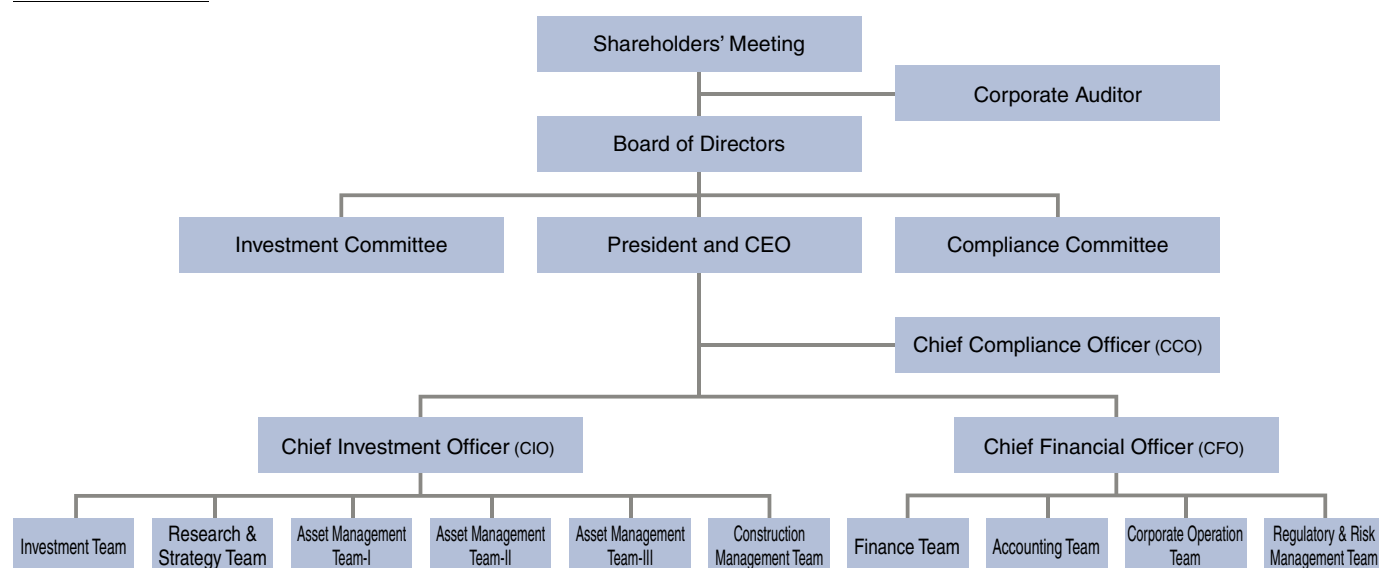 Shareholders’ Meeting
Corporate Auditor
Board of Directors
Investment Committee
President and CEO
Compliance Committee
Chief Compliance Officer (CCO)
Chief Investment Officer (CIO)
Chief Financial Officer (CFO)
Investment Team
Research &
Strategy Team
Asset Management
Team-I
Asset Management
Team-II
Asset Management
Team-III
Construction
Management Team
Finance Team
Accounting Team
Corporate Operation
Team
Regulatory & Risk
Management Team